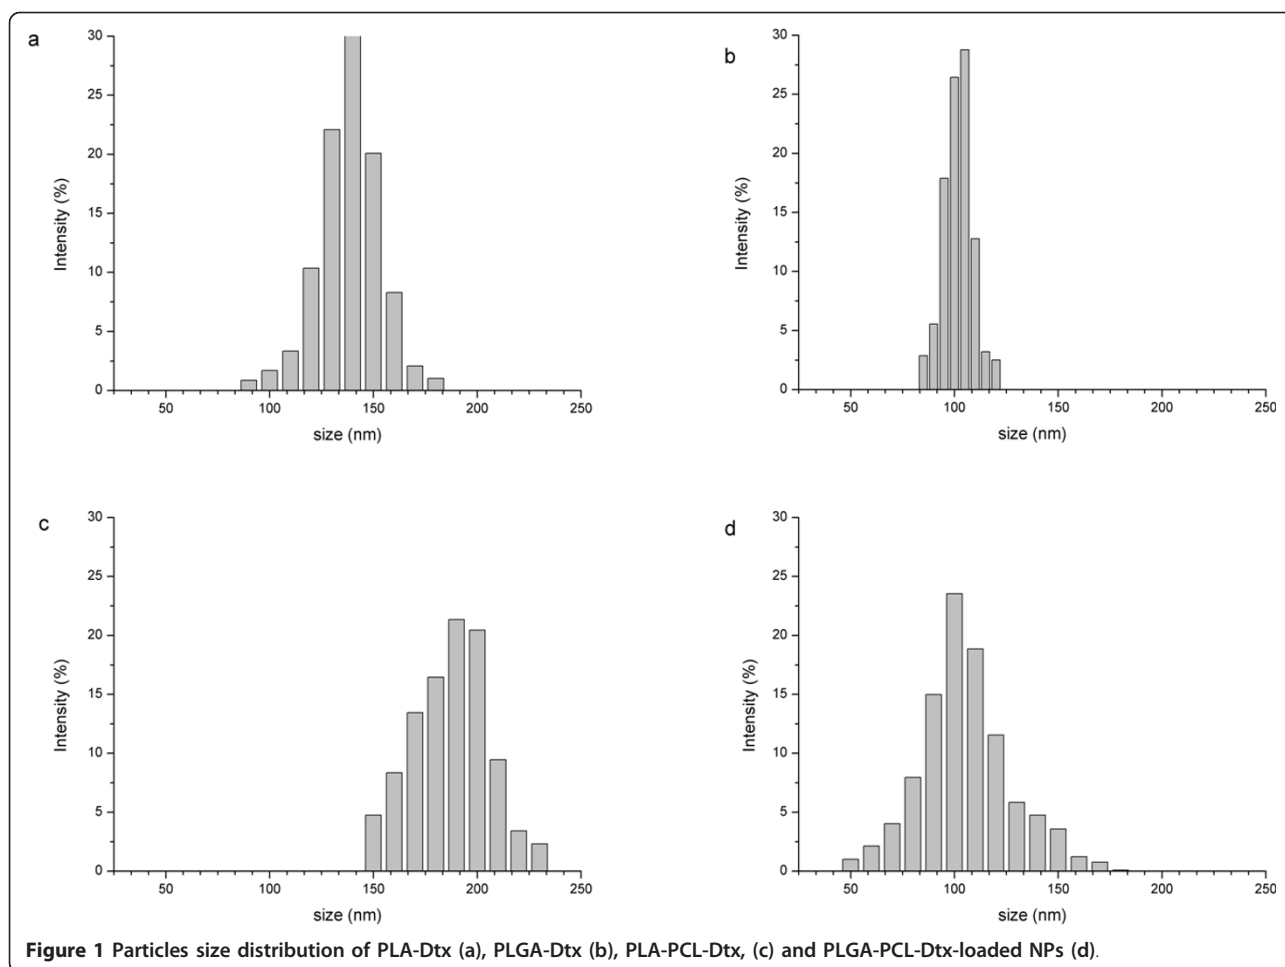 a
30
25
20
15
10
5
0
Intensity (%)
50 100 150 200 250
size (nm)
b
30
25
20
15
10
5
0
Intensity (%)
50 100 150 200 250
size (nm)
c
30
25
20
15
10
5
0
Intensity (%)
50 100 150 200 250
size (nm)
d
30
25
20
15
10
5
0
Intensity (%)
50 100 150 200 250
size (nm)
Figure 1 Particles size distribution of PLA-Dtx (a), PLGA-Dtx (b), PLA-PCL-Dtx, (c) and PLGA-PCL-Dtx-loaded NPs (d).